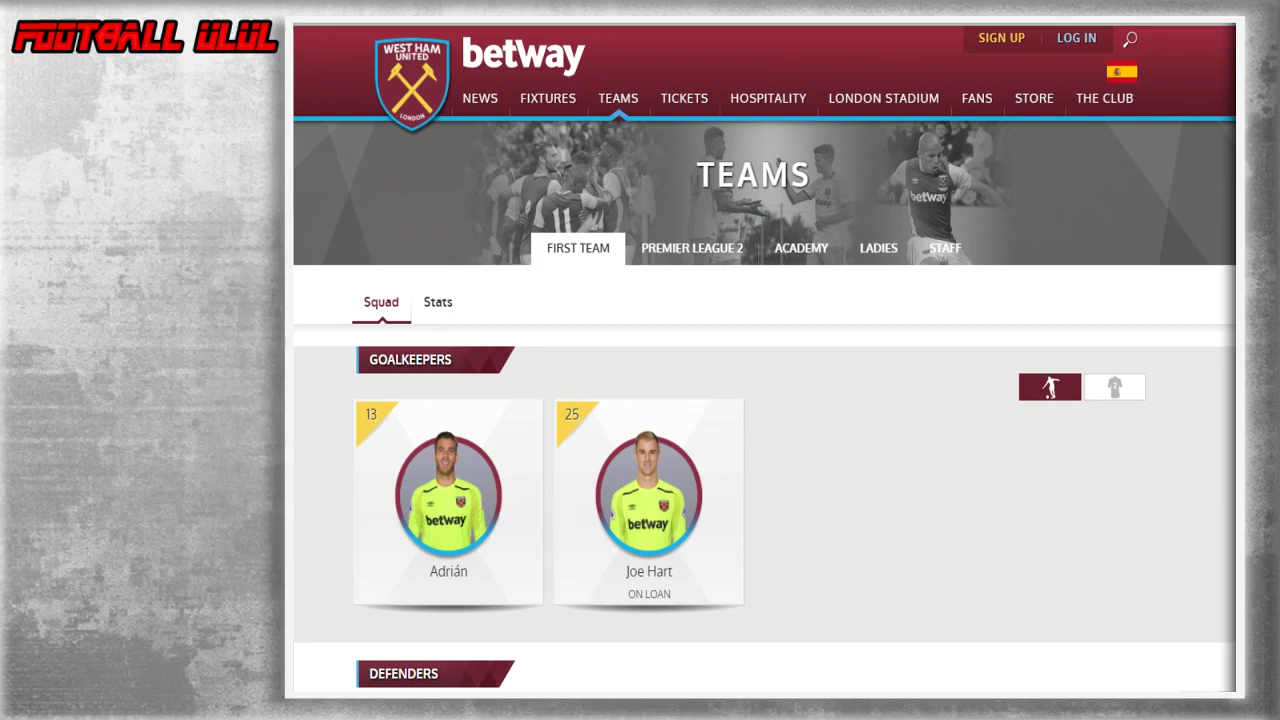 FOOTBALL ÜLÜL
WEST HAM
UNITED
LONDON
betway
SIGN UP
LOG IN
NEWS
FIXTURES
TEAMS
TICKETS
HOSPITALITY
LONDON STADIUM
FANS
STORE
THE CLUB
TEAMS
betway
FIRST TEAM
PREMIER LEAGUE 2
ACADEMY
LADIES
STAFF
Squad
Stats
GOALKEEPERS
13
betway
Adrián
25
betway
Joe Hart
ON LOAN
DEFENDERS